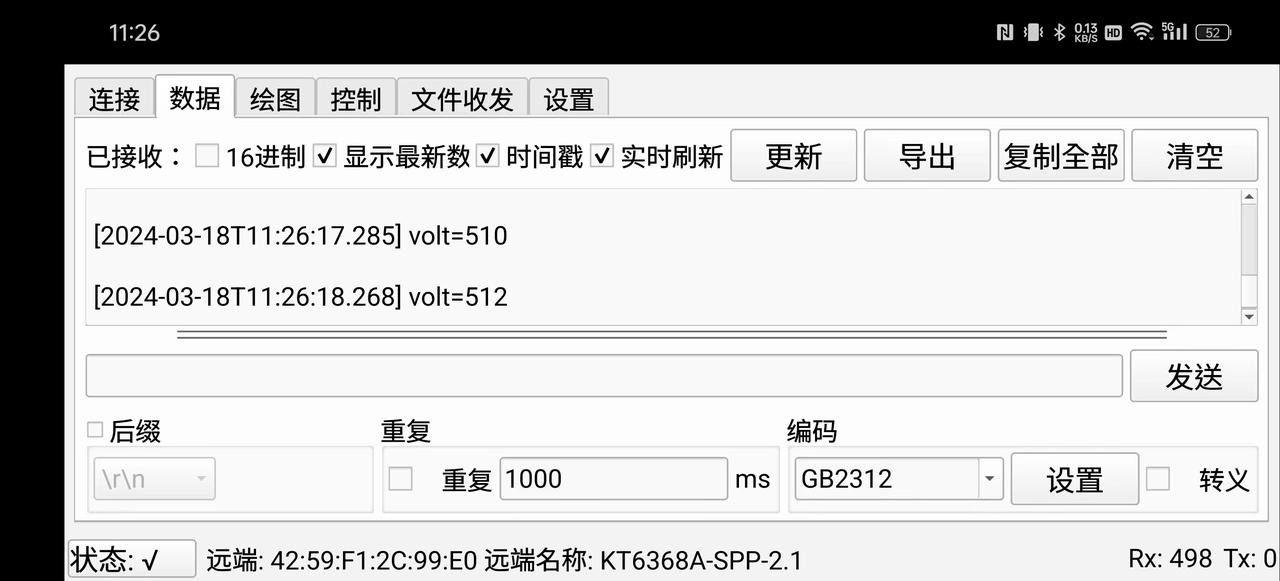 11:26 0.13 KB/S HD 5G 52
连接 数据 绘图 控制 文件收发 设置
已接收： 16进制 显示最新数 时间戳 实时刷新 更新 导出 复制全部 清空
[2024-03-18T11:26:17.285] volt=510
[2024-03-18T11:26:18.268] volt=512
发送
后缀 重复 编码
\r\n 重复 1000 ms GB2312 设置 转义
状态: √ 远端: 42:59:F1:2C:99:E0 远端名称: KT6368A-SPP-2.1 Rx: 498 Tx: 0